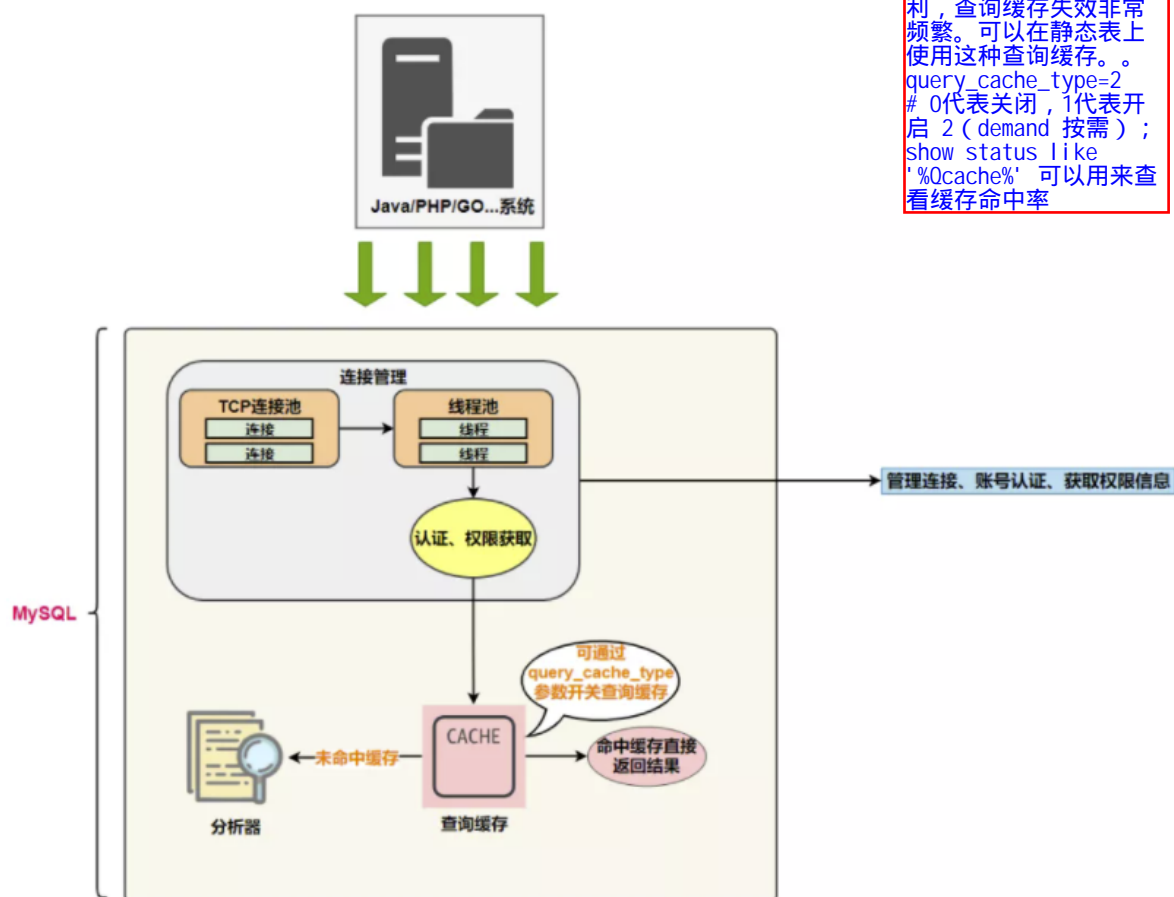 利，查询缓存失效非常
频繁。可以在静态表上
使用这种查询缓存。。
query_cache_type=2
# 0代表关闭，1代表开
启 2（demand 按需）；
show status like
'%Qcache%' 可以用来查
看缓存命中率
Java/PHP/GO...系统
连接管理
TCP连接池
连接
连接
线程池
线程
线程
管理连接、账号认证、获取权限信息
认证、权限获取
MySQL
可通过
query_cache_type
参数开关查询缓存
CACHE
未命中缓存
命中缓存直接
返回结果
分析器
查询缓存